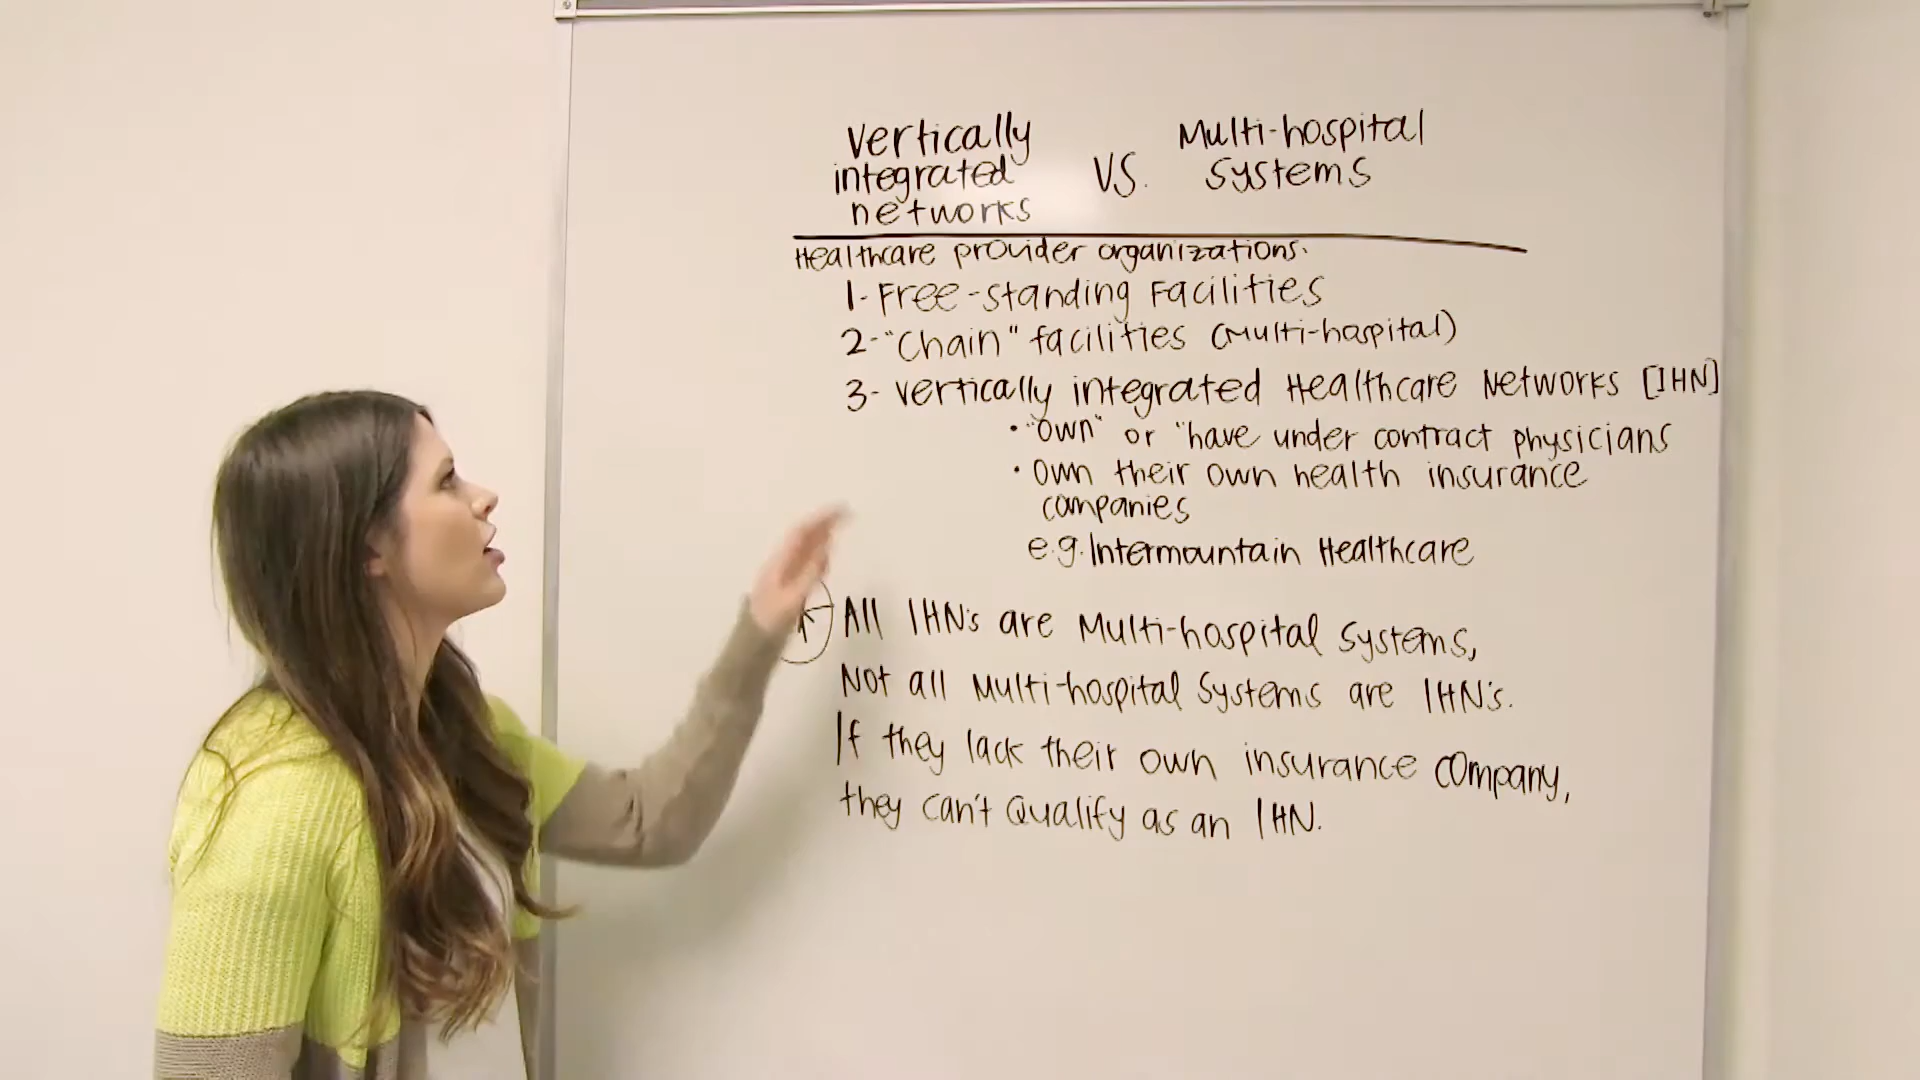 Vertically
integrated
networks
VS.
Multi-hospital
Systems
Healthcare provider organizations:
1- Free-standing Facilities
2- "Chain" facilities (Multi-hospital)
3- Vertically integrated Healthcare Networks [IHN]
• "own" or "have under contract physicians
• own their own health insurance
companies
e.g. Intermountain Healthcare
All IHN's are Multi-hospital Systems,
Not all Multi-hospital Systems are IHN's.
If they lack their own insurance company,
they can't Qualify as an IHN.